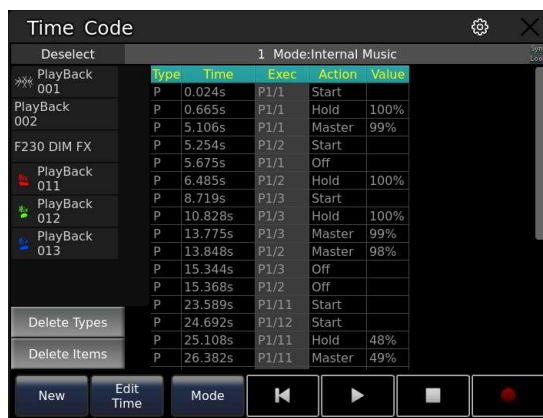 Time Code
Deselect
1 Mode:Internal Music
PlayBack
001
PlayBack
002
F230 DIM FX
PlayBack
011
PlayBack
012
PlayBack
013
Type Time Exec Action Value
P 0.024s P1/1 Start
P 0.665s P1/1 Hold 100%
P 5.106s P1/1 Master 99%
P 5.254s P1/2 Start
P 5.675s P1/1 Off
P 6.485s P1/2 Hold 100%
P 8.719s P1/3 Start
P 10.828s P1/3 Hold 100%
P 13.775s P1/3 Master 99%
P 13.848s P1/2 Master 98%
P 15.344s P1/3 Off
P 15.368s P1/2 Off
P 23.589s P1/11 Start
P 24.692s P1/12 Start
P 25.108s P1/11 Hold 48%
P 26.382s P1/11 Master 49%
Delete Types
Delete Items
New
Edit
Time
Mode